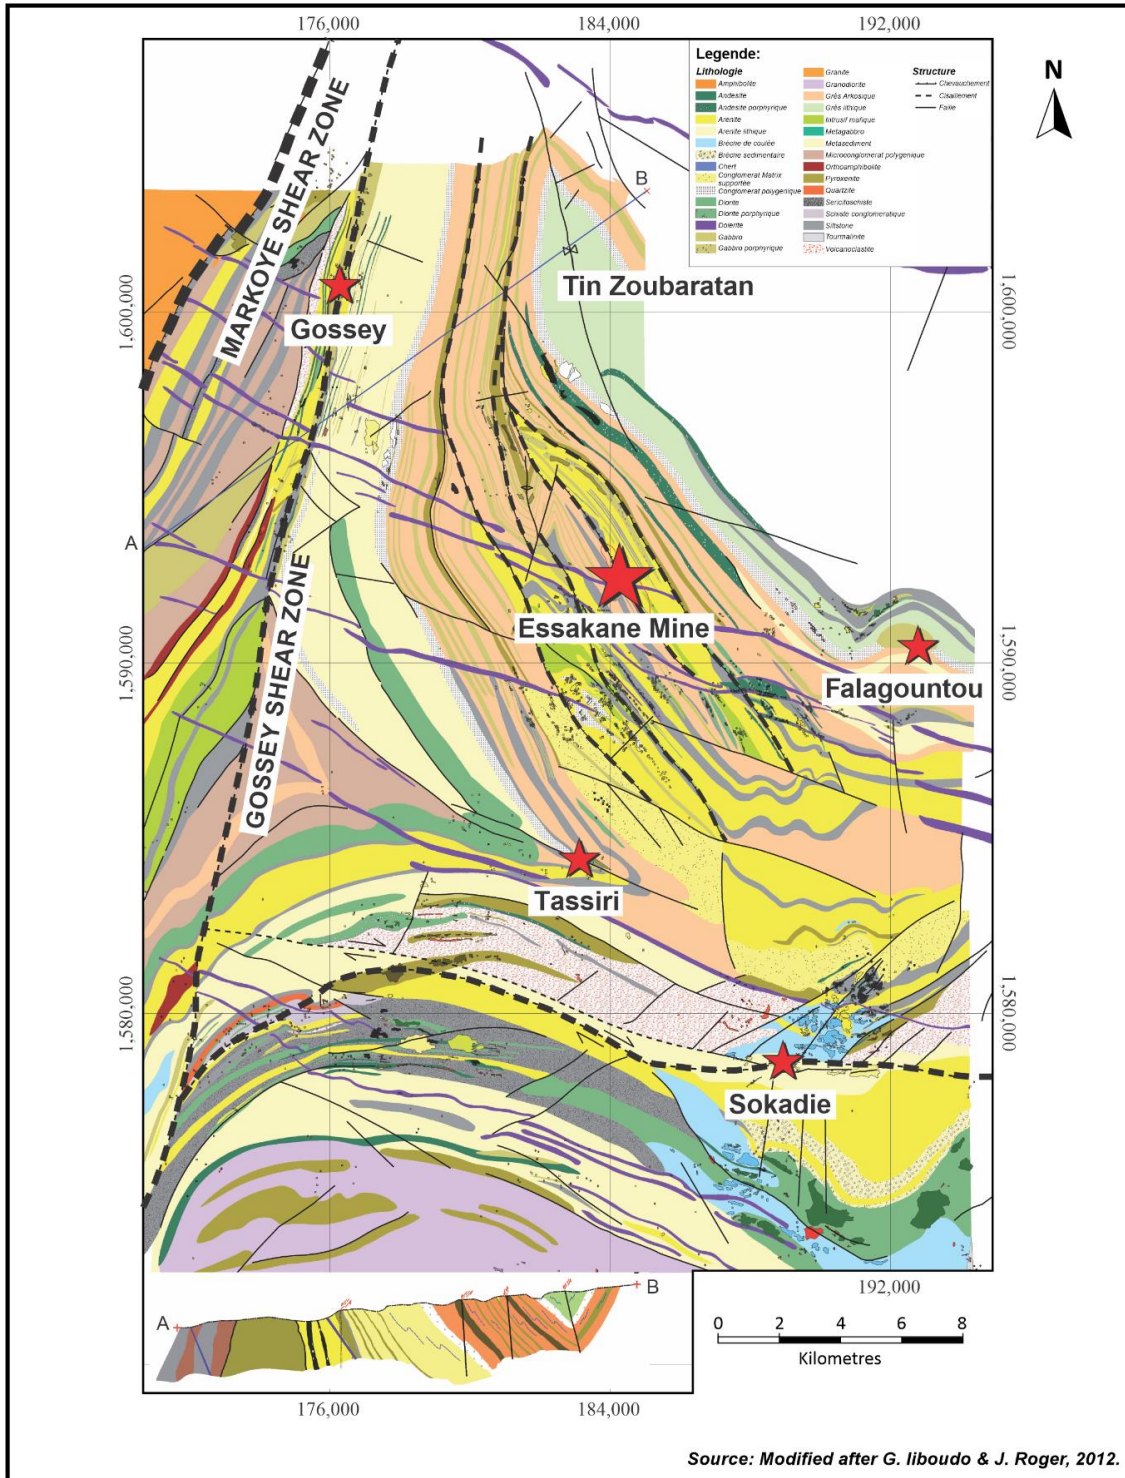 176,000
184,000
192,000
Legende:
Lithologie
Amphibolite
Andesite
Andesite porphyrique
Arenite
Arenite lithique
Brèche de coulée
Brèche sedimentaire
Chert
Conglomerat Matrix
supportée
Conglomerat polygenique
Diorite
Diorite porphyrique
Dolerite
Gabbro
Gabbro porphyrique
Granite
Granodiorite
Grès Arkosique
Grès lithique
Intrusif mafique
Metagabbro
Metasediment
Microconglomerat polygenique
Orthoamphibolite
Pyroxenite
Quartzite
Sericitoschiste
Schiste conglomeratique
Siltstone
Tourmalinite
Volcanoclastite
Structure
Chevauchement
Cisaillement
Faille
N
MARKOYE SHEAR ZONE
B
Tin Zoubaratan
1,600,000
1,600,000
Gossey
A
Essakane Mine
1,590,000
1,590,000
Falagountou
GOSSEY SHEAR ZONE
Tassiri
1,580,000
1,580,000
Sokadie
A
B
192,000
0 2 4 6 8
Kilometres
176,000
184,000
Source: Modified after G. Iiboudo & J. Roger, 2012.